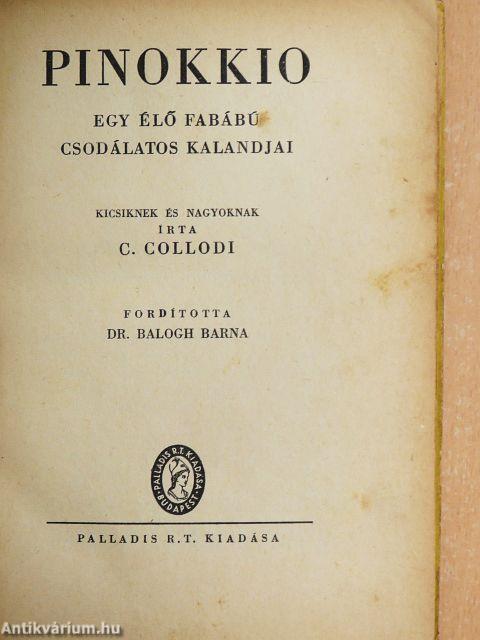 PINOKKIO
EGY ÉLŐ FABÁBÚ
CSODÁLATOS KALANDJAI
KICSIKNEK ÉS NAGYOKNAK
ÍRTA
C. COLLODI
FORDÍTOTTA
DR. BALOGH BARNA
PALLADIS R.T. KIADÁSA
BUDAPEST
PALLADIS R.T. KIADÁSA
Antikvárium.hu